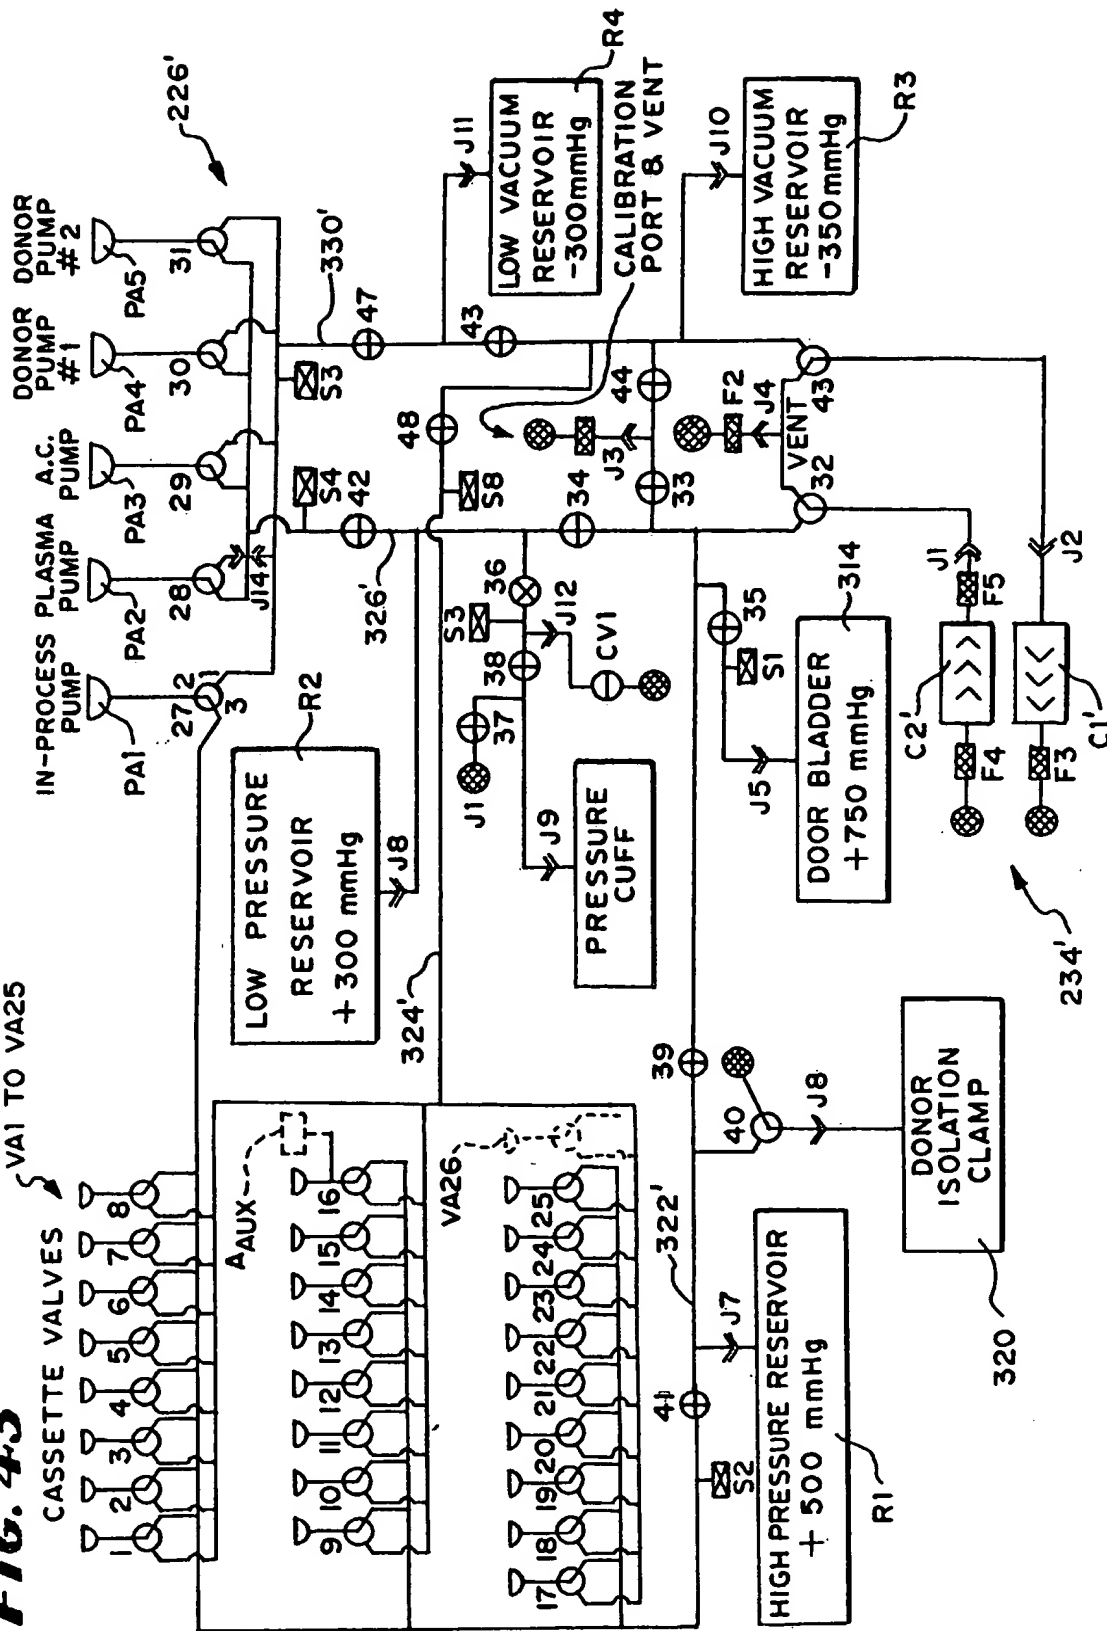 FIG. 43
CASSETTE VALVES
VA1 TO VA25
1
2
3
4
5
6
7
8
AAUX
9
10
11
12
13
14
15
16
VA26
17
18
19
20
21
22
23
24
25
IN-PROCESS
PUMP
PLASMA
PUMP
A.C.
PUMP
DONOR
PUMP
#1
DONOR
PUMP
#2
226'
PA1
PA2
PA3
PA4
PA5
27
2
1
3
28
29
30
31
J14
S4
S3
42
47
330'
326'
LOW PRESSURE
RESERVOIR
+300 mmHg
R2
J8
324'
48
S8
43
J11
LOW VACUUM
RESERVOIR
-300mmHg
R4
CALIBRATION
PORT & VENT
36
S3
38
J12
37
J1
CV1
34
J3
33
44
F2
J4
VENT
J10
HIGH VACUUM
RESERVOIR
-350mmHg
R3
J9
PRESSURE
CUFF
32
43
35
S1
J5
DOOR BLADDER
+750 mmHg
314
J1
F5
J2
C2'
F4
F3
C1'
234'
39
40
J8
DONOR
ISOLATION
CLAMP
320
322'
41
S2
J7
HIGH PRESSURE RESERVOIR
+500 mmHg
R1